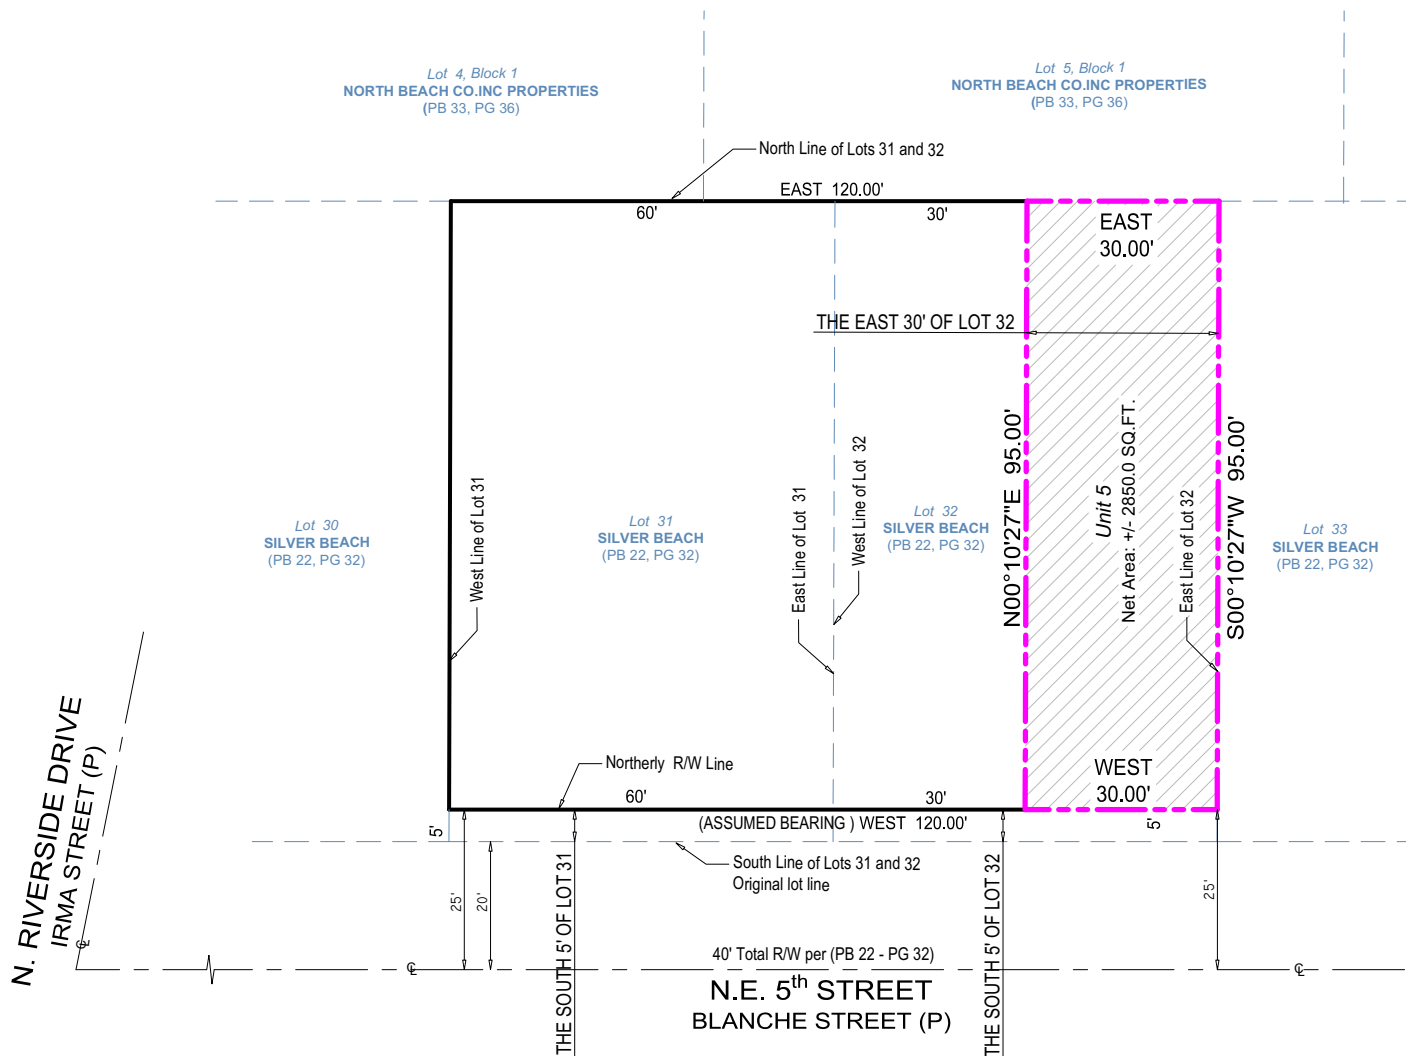 Lot 4, Block 1
NORTH BEACH CO.INC PROPERTIES
(PB 33, PG 36)
Lot 5, Block 1
NORTH BEACH CO.INC PROPERTIES
(PB 33, PG 36)
North Line of Lots 31 and 32
EAST 120.00'
60'
30'
EAST
30.00'
THE EAST 30' OF LOT 32
Lot 30
SILVER BEACH
(PB 22, PG 32)
West Line of Lot 31
Lot 31
SILVER BEACH
(PB 22, PG 32)
East Line of Lot 31
West Line of Lot 32
Lot 32
SILVER BEACH
(PB 22, PG 32)
N00°10'27"E 95.00'
Unit 5
Net Area: +/- 2850.0 SQ.FT.
East Line of Lot 32
S00°10'27"W 95.00'
Lot 33
SILVER BEACH
(PB 22, PG 32)
N. RIVERSIDE DRIVE
IRMA STREET (P)
Northerly R/W Line
60'
30'
WEST
30.00'
(ASSUMED BEARING ) WEST 120.00'
5'
5'
South Line of Lots 31 and 32
Original lot line
25'
20'
THE SOUTH 5' OF LOT 31
THE SOUTH 5' OF LOT 32
25'
40' Total R/W per (PB 22 - PG 32)
℄
℄
℄
N.E. 5th STREET
BLANCHE STREET (P)